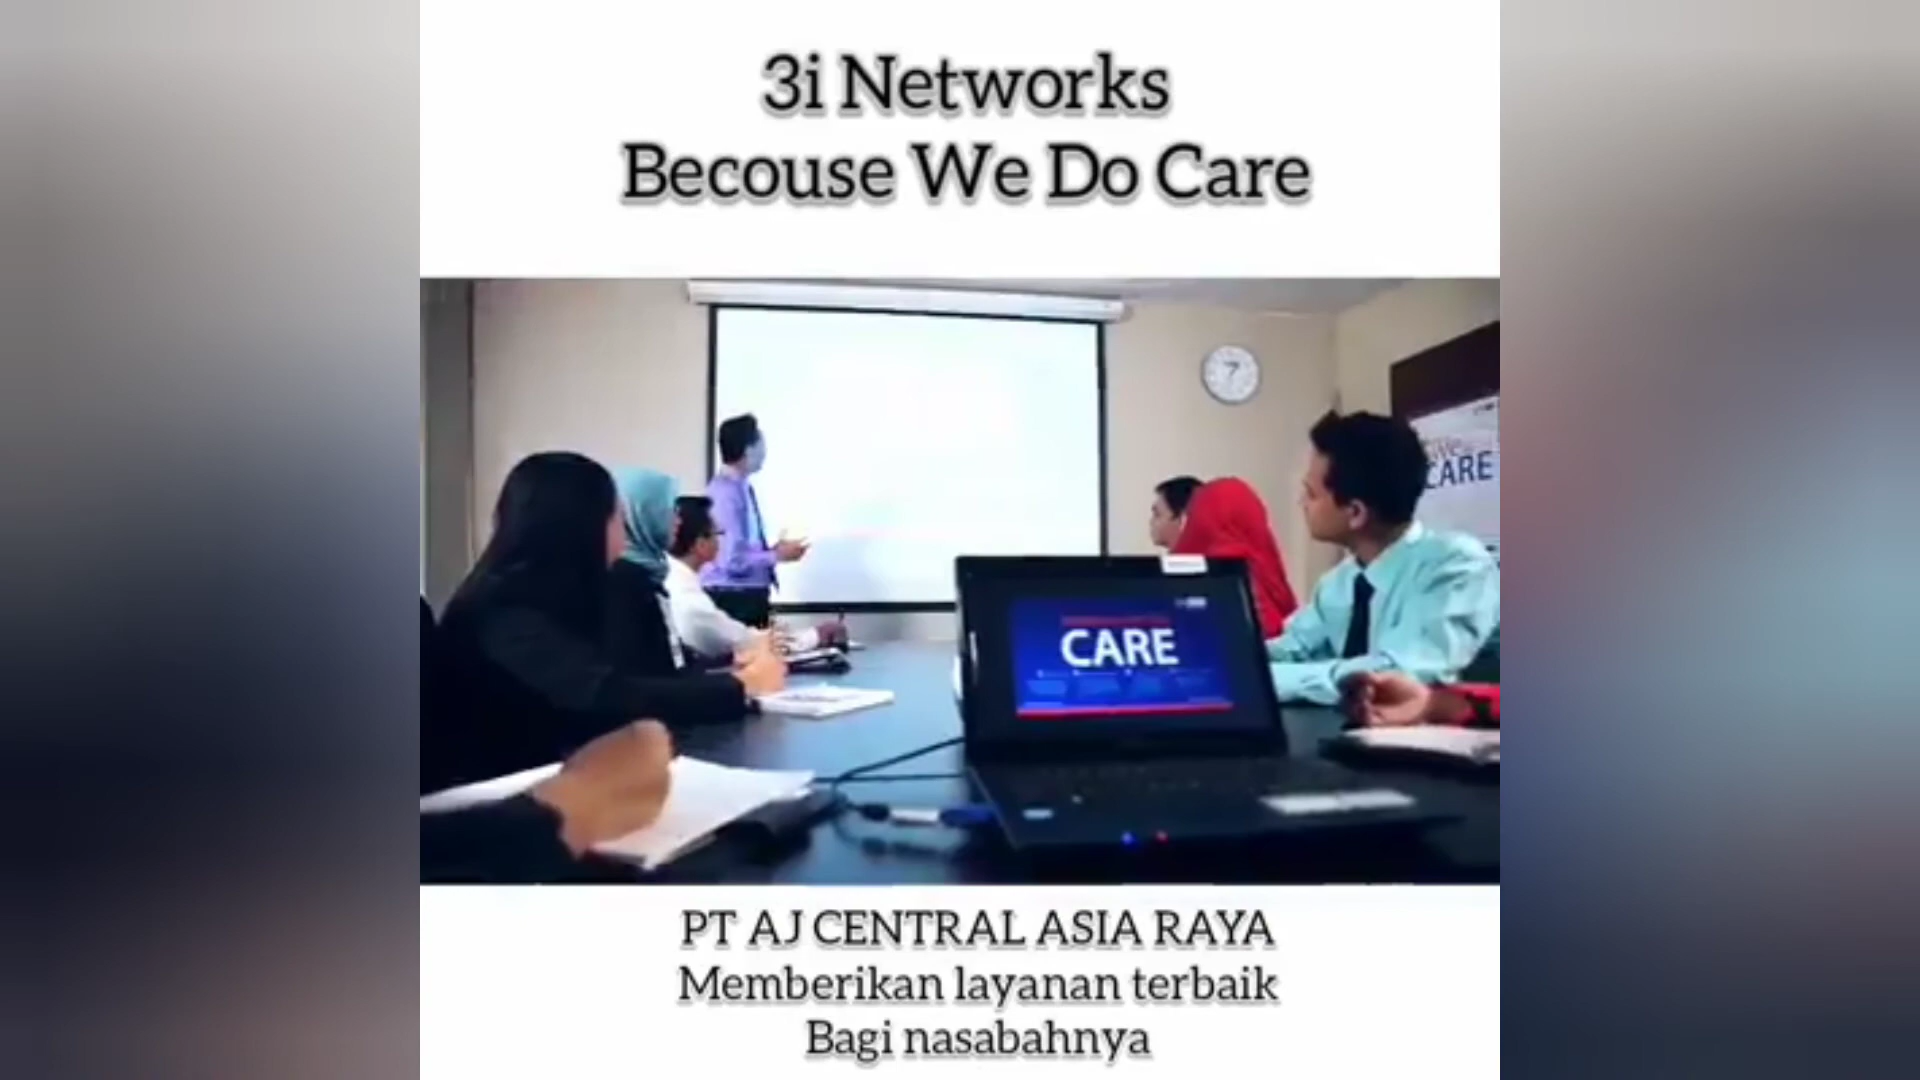 3i Networks
Becouse We Do Care
CARE
CARE
PT AJ CENTRAL ASIA RAYA
Memberikan layanan terbaik
Bagi nasabahnya